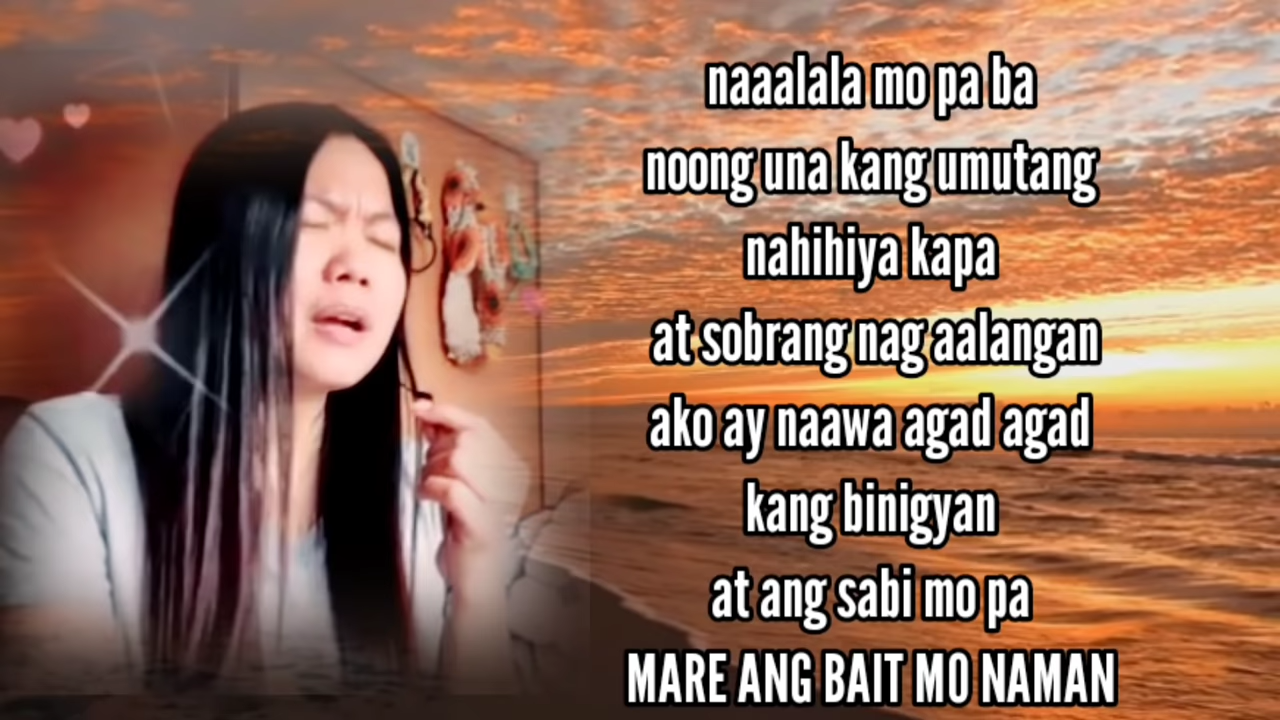 naaalala mo pa ba
noong una kang umutang
nahihiya kapa
at sobrang nag aalangan
ako ay naawa agad agad
kang binigyan
at ang sabi mo pa
MARE ANG BAIT MO NAMAN